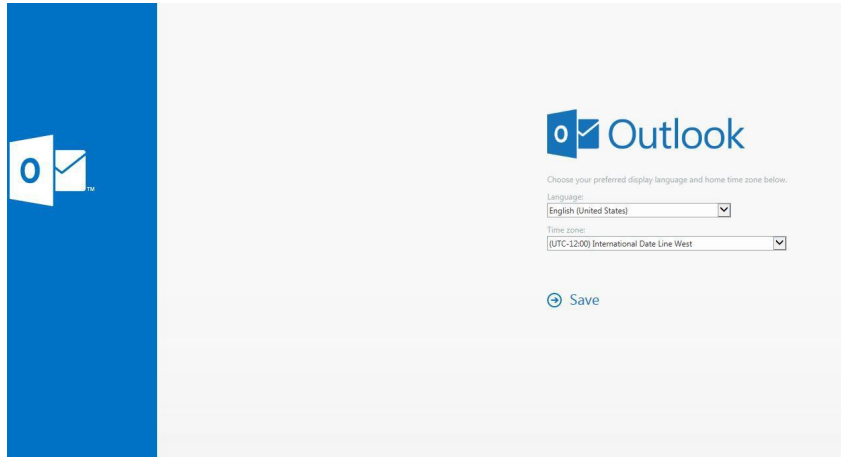 O
TM
O Outlook
Choose your preferred display language and home time zone below.
Language:
English (United States)
Time zone:
(UTC-12:00) International Date Line West
Save